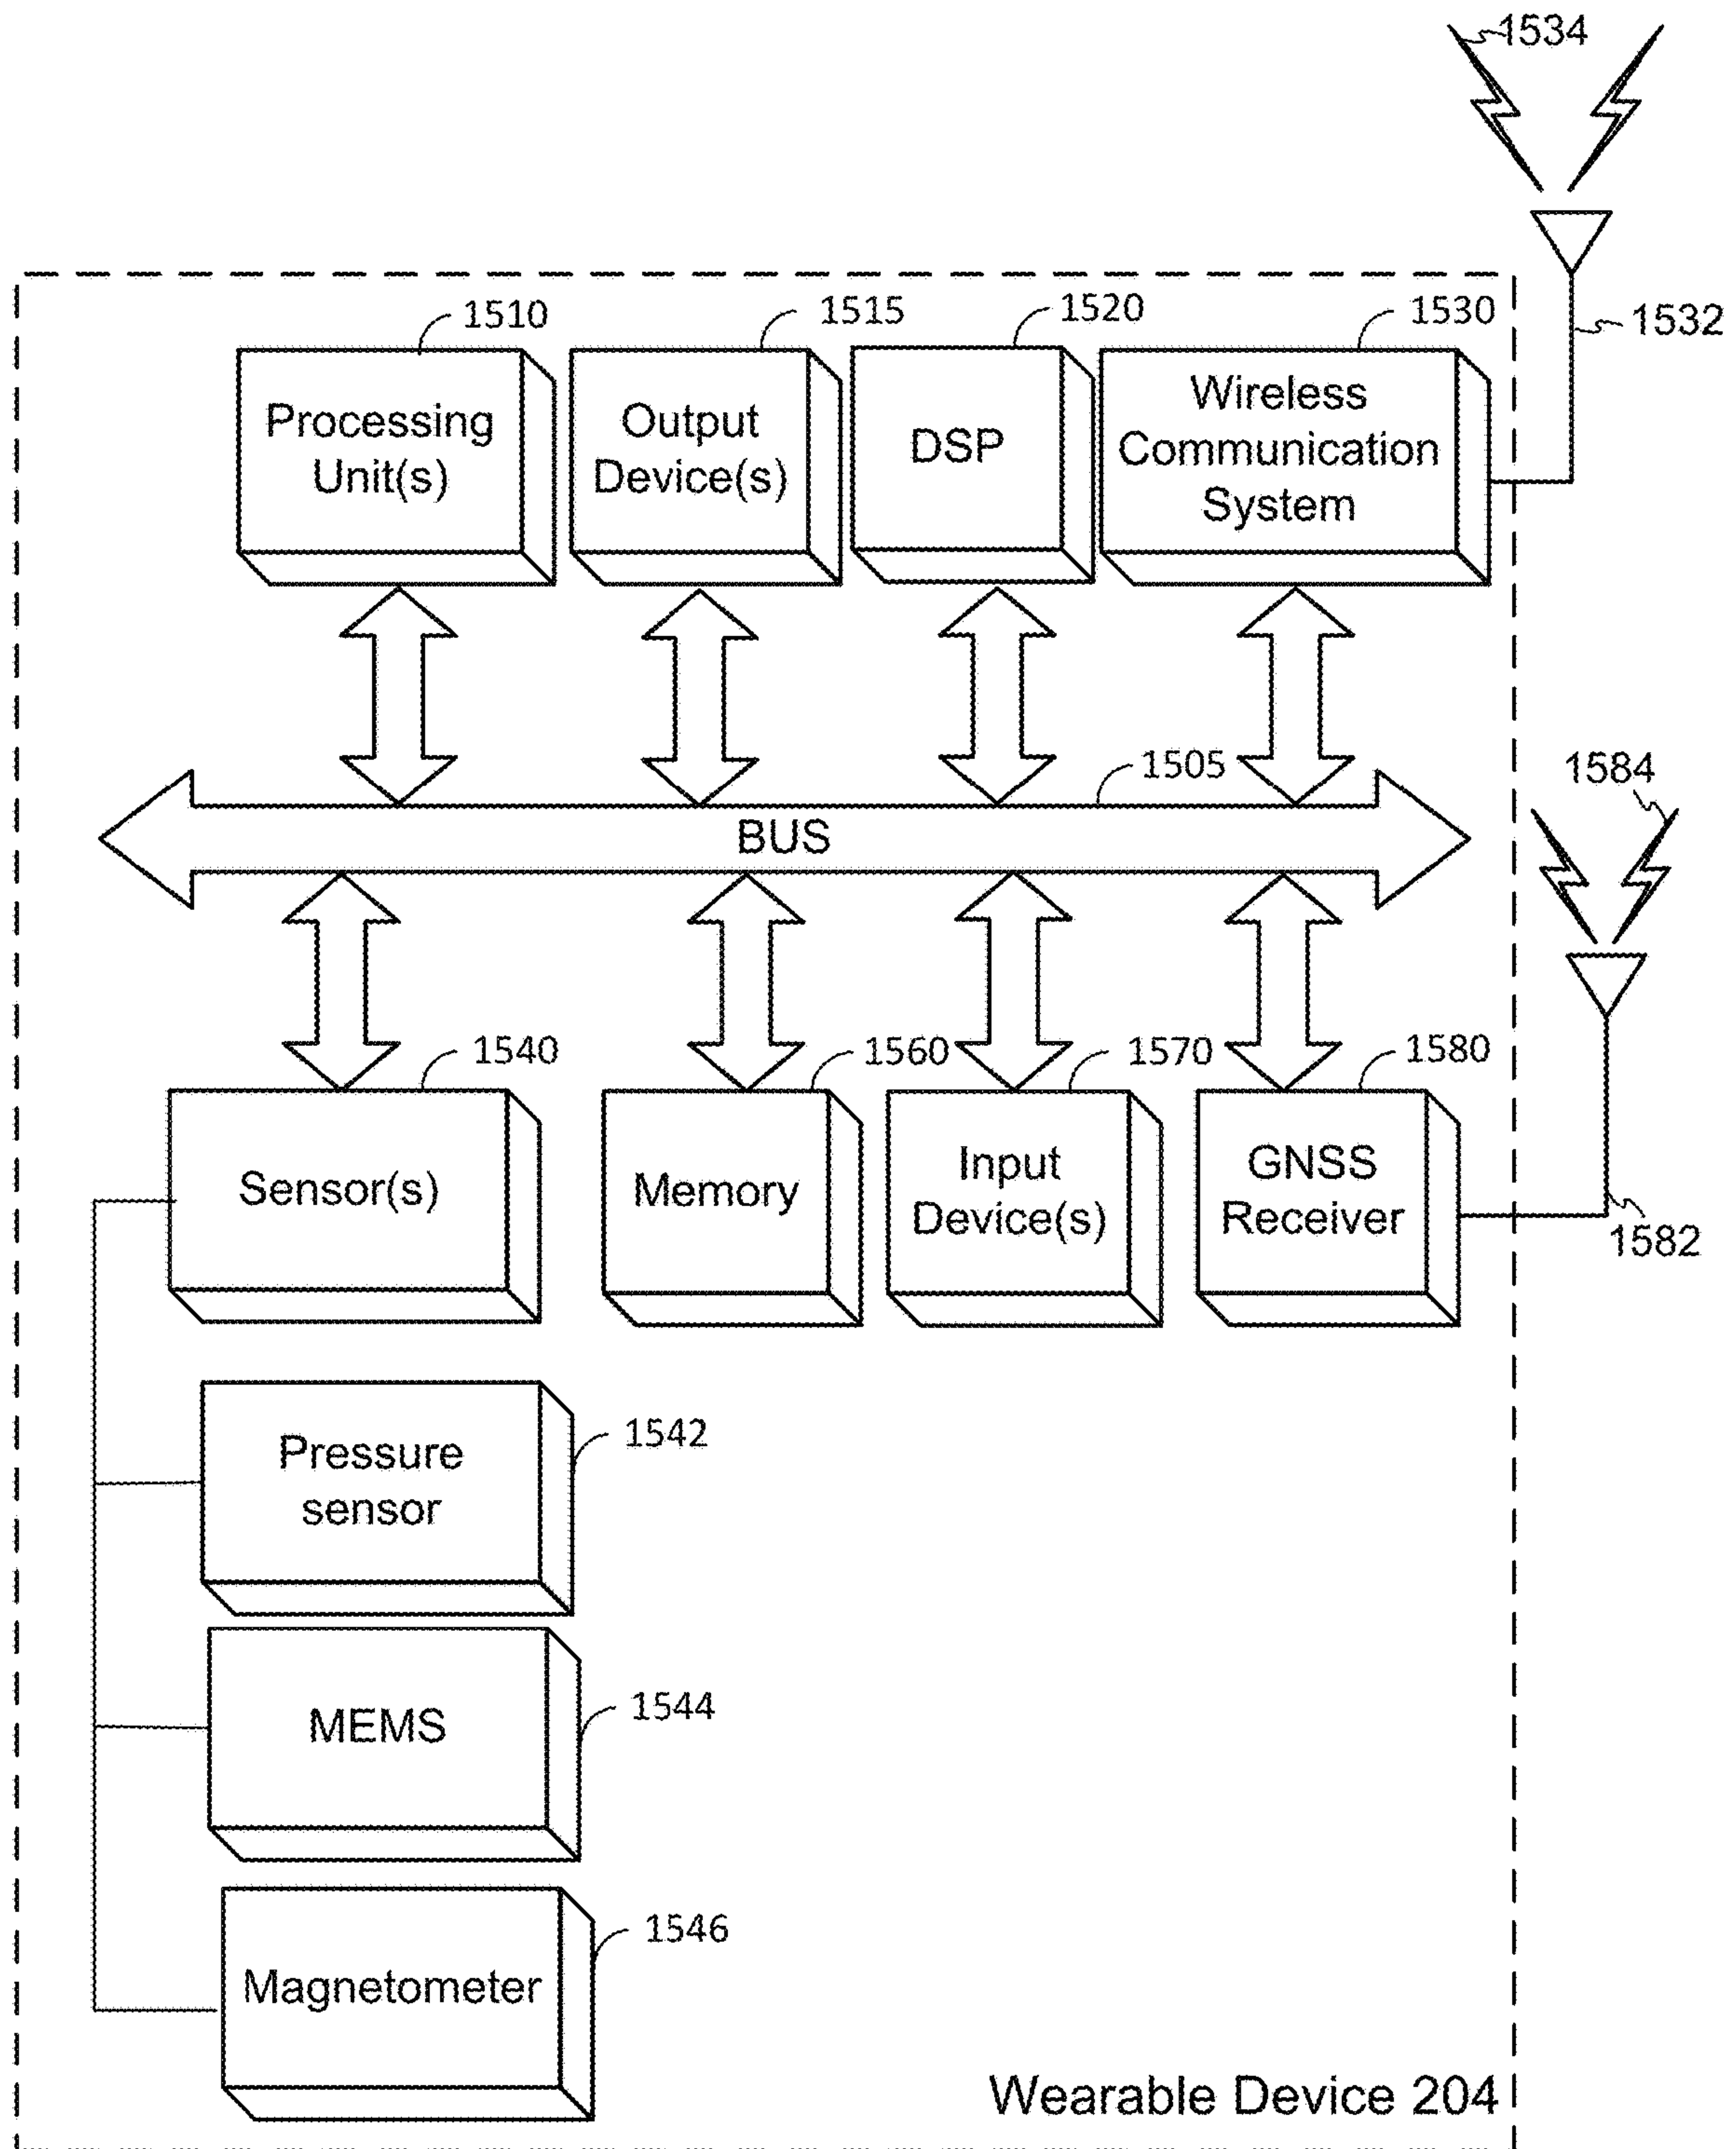 1534
1532
1510
1515
1520
1530
Processing
Unit(s)
Output
Device(s)
DSP
Wireless
Communication
System
1505
BUS
1584
1582
1540
1560
1570
1580
Sensor(s)
Memory
Input
Device(s)
GNSS
Receiver
Pressure
sensor
1542
MEMS
1544
Magnetometer
1546
Wearable Device 204